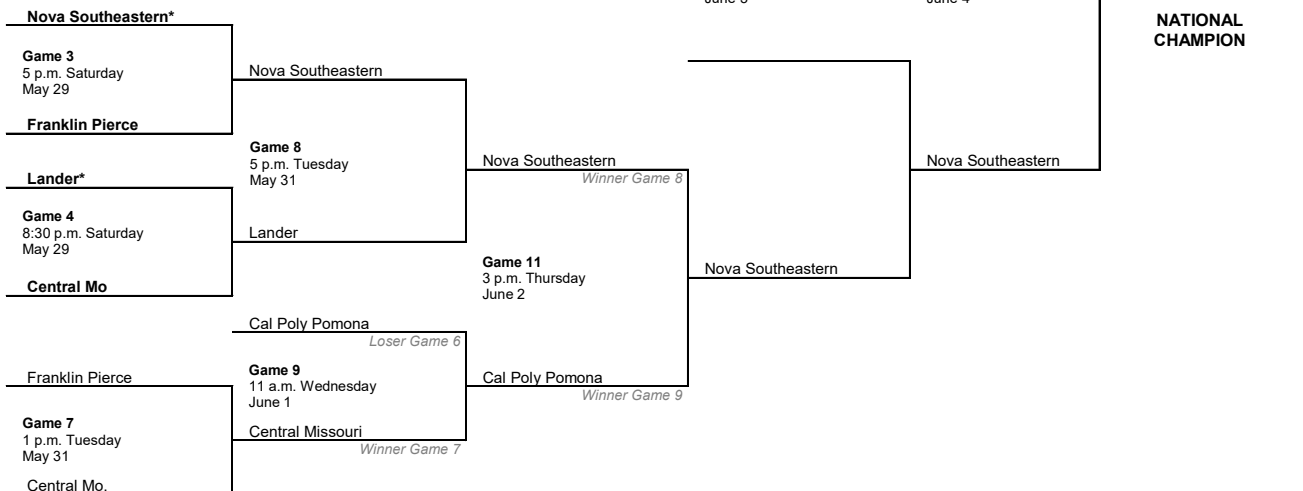 June 3
June 4
NATIONAL
CHAMPION
Nova Southeastern*
Game 3
5 p.m. Saturday
May 29
Franklin Pierce
Lander*
Game 4
8:30 p.m. Saturday
May 29
Central Mo
Franklin Pierce
Game 7
1 p.m. Tuesday
May 31
Central Mo.
Nova Southeastern
Game 8
5 p.m. Tuesday
May 31
Lander
Cal Poly Pomona
Loser Game 6
Game 9
11 a.m. Wednesday
June 1
Central Missouri
Winner Game 7
Nova Southeastern
Winner Game 8
Game 11
3 p.m. Thursday
June 2
Cal Poly Pomona
Winner Game 9
Nova Southeastern
Nova Southeastern